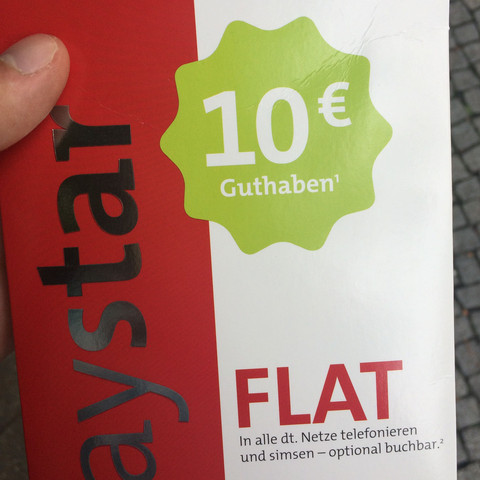 aystar
10€
Guthaben¹
FLAT
In alle dt. Netze telefonieren
und simsen – optional buchbar.²